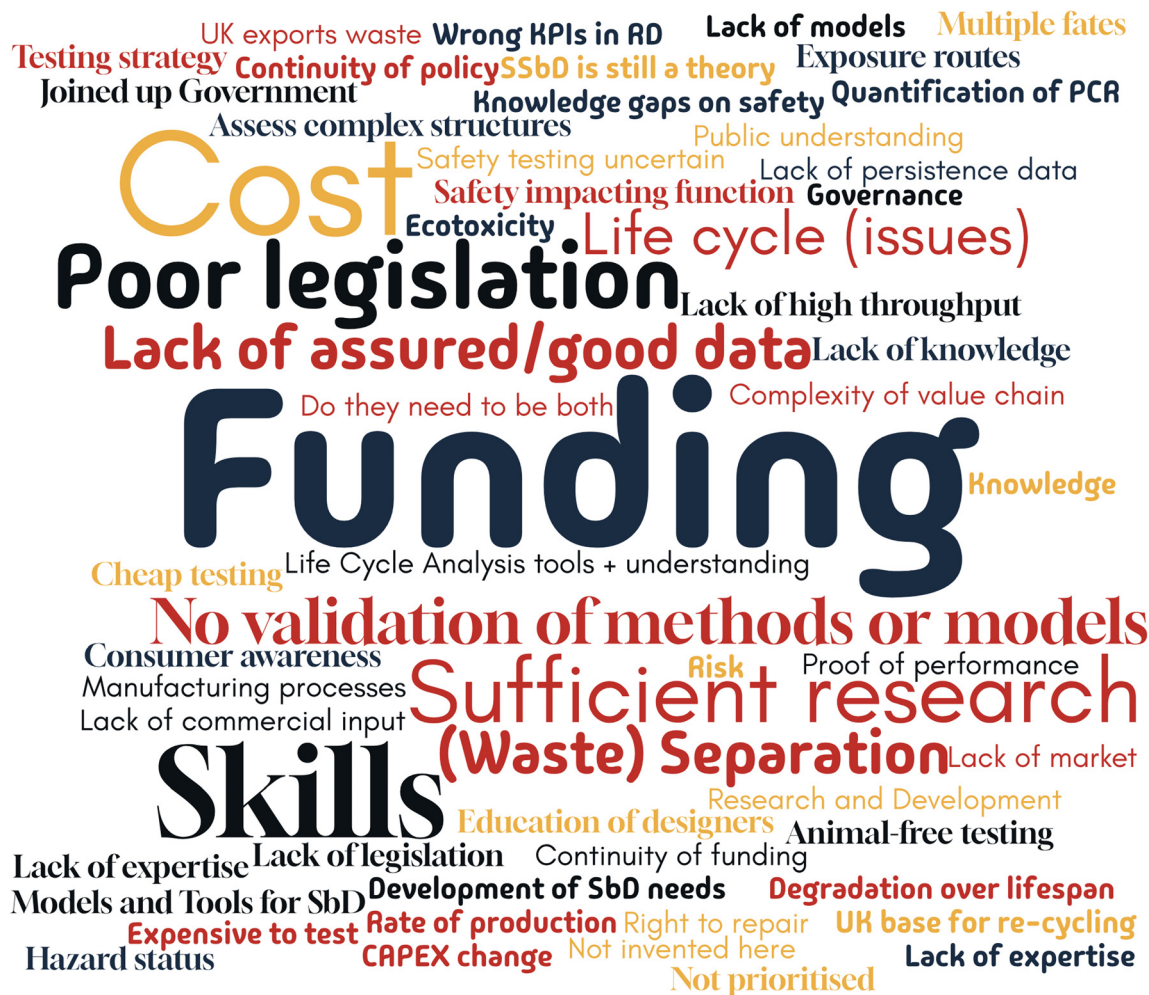 UK exports waste
Wrong KPIs in RD
Lack of models
Multiple fates
Testing strategy
Continuity of policy
SSbD is still a theory
Exposure routes
Joined up Government
Knowledge gaps on safety
Quantification of PCR
Assess complex structures
Public understanding
Cost
Safety testing uncertain
Lack of persistence data
Safety impacting function
Governance
Ecotoxicity
Life cycle (issues)
Poor legislation
Lack of high throughput
Lack of assured/good data
Lack of knowledge
Do they need to be both
Complexity of value chain
Funding
Knowledge
Cheap testing
Life Cycle Analysis tools + understanding
No validation of methods or models
Consumer awareness
Risk
Proof of performance
Manufacturing processes
Sufficient research
Lack of commercial input
(Waste) Separation
Lack of market
Skills
Research and Development
Education of designers
Animal-free testing
Lack of expertise
Lack of legislation
Continuity of funding
Models and Tools for SbD
Development of SbD needs
Degradation over lifespan
Expensive to test
Rate of production
Right to repair
UK base for re-cycling
Hazard status
CAPEX change
Not invented here
Lack of expertise
Not prioritised